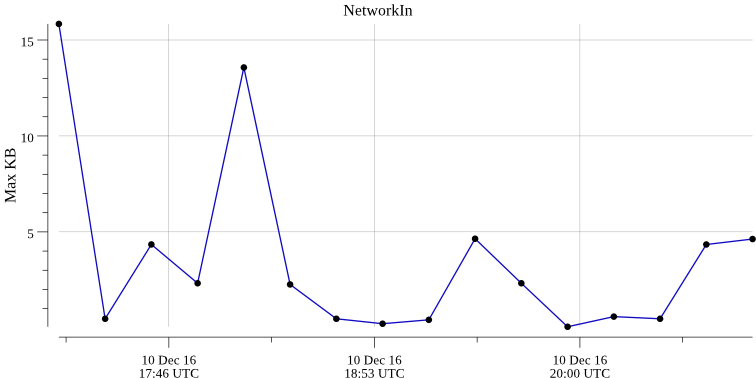 NetworkIn
15
10
5
Max KB
10 Dec 16
17:46 UTC
10 Dec 16
18:53 UTC
10 Dec 16
20:00 UTC